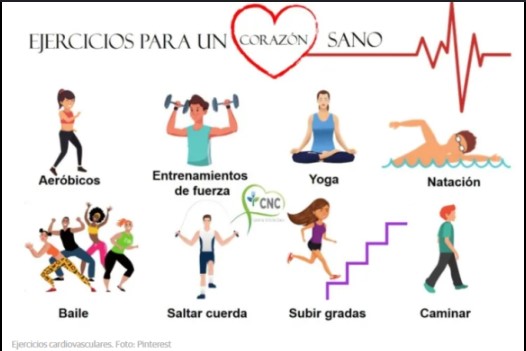 EJERCICIOS PARA UN CORAZÓN SANO
Aeróbicos
Entrenamientos
de fuerza
Yoga
Natación
CNC
Baile
Saltar cuerda
Subir gradas
Caminar
Ejercicios cardiovasculares. Foto: Pinterest